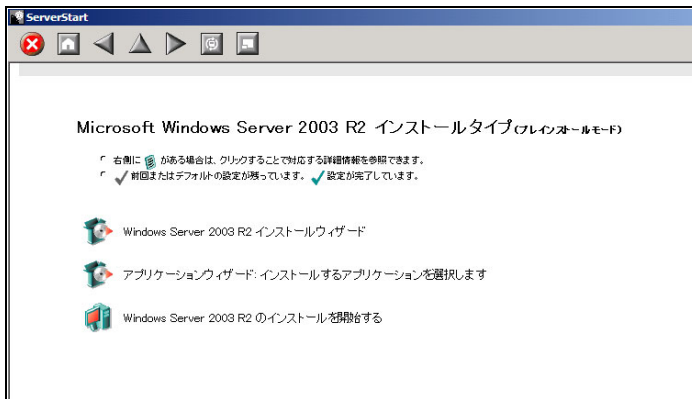 ServerStart
Microsoft Windows Server 2003 R2 インストールタイプ(プレインストールモード)
右側に がある場合は、クリックすることで対応する詳細情報を参照できます。
前回またはデフォルトの設定が残っています。 設定が完了しています。
Windows Server 2003 R2 インストールウィザード
アプリケーションウィザード: インストールするアプリケーションを選択します
Windows Server 2003 R2 のインストールを開始する